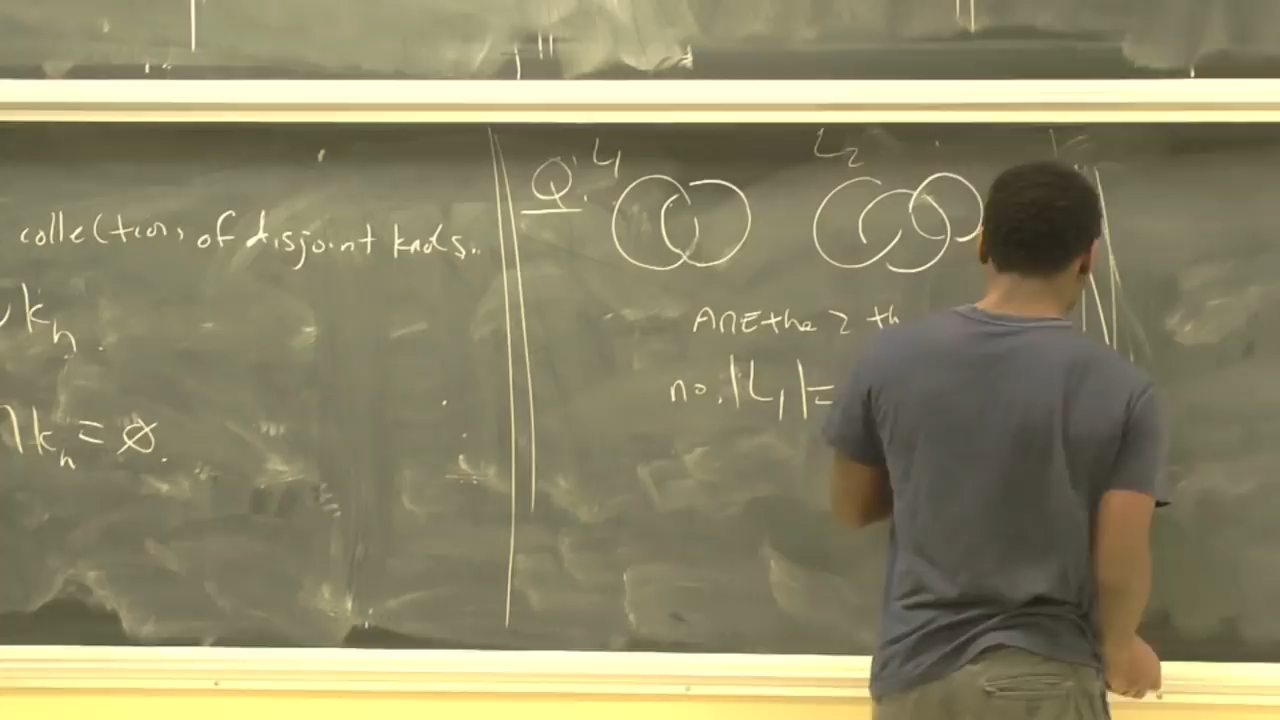 collection, of disjoint knots..
∪ Kn.
∩ Kn = ∅.
Q. L1 L2
Are the 2 th
no. |L1| =